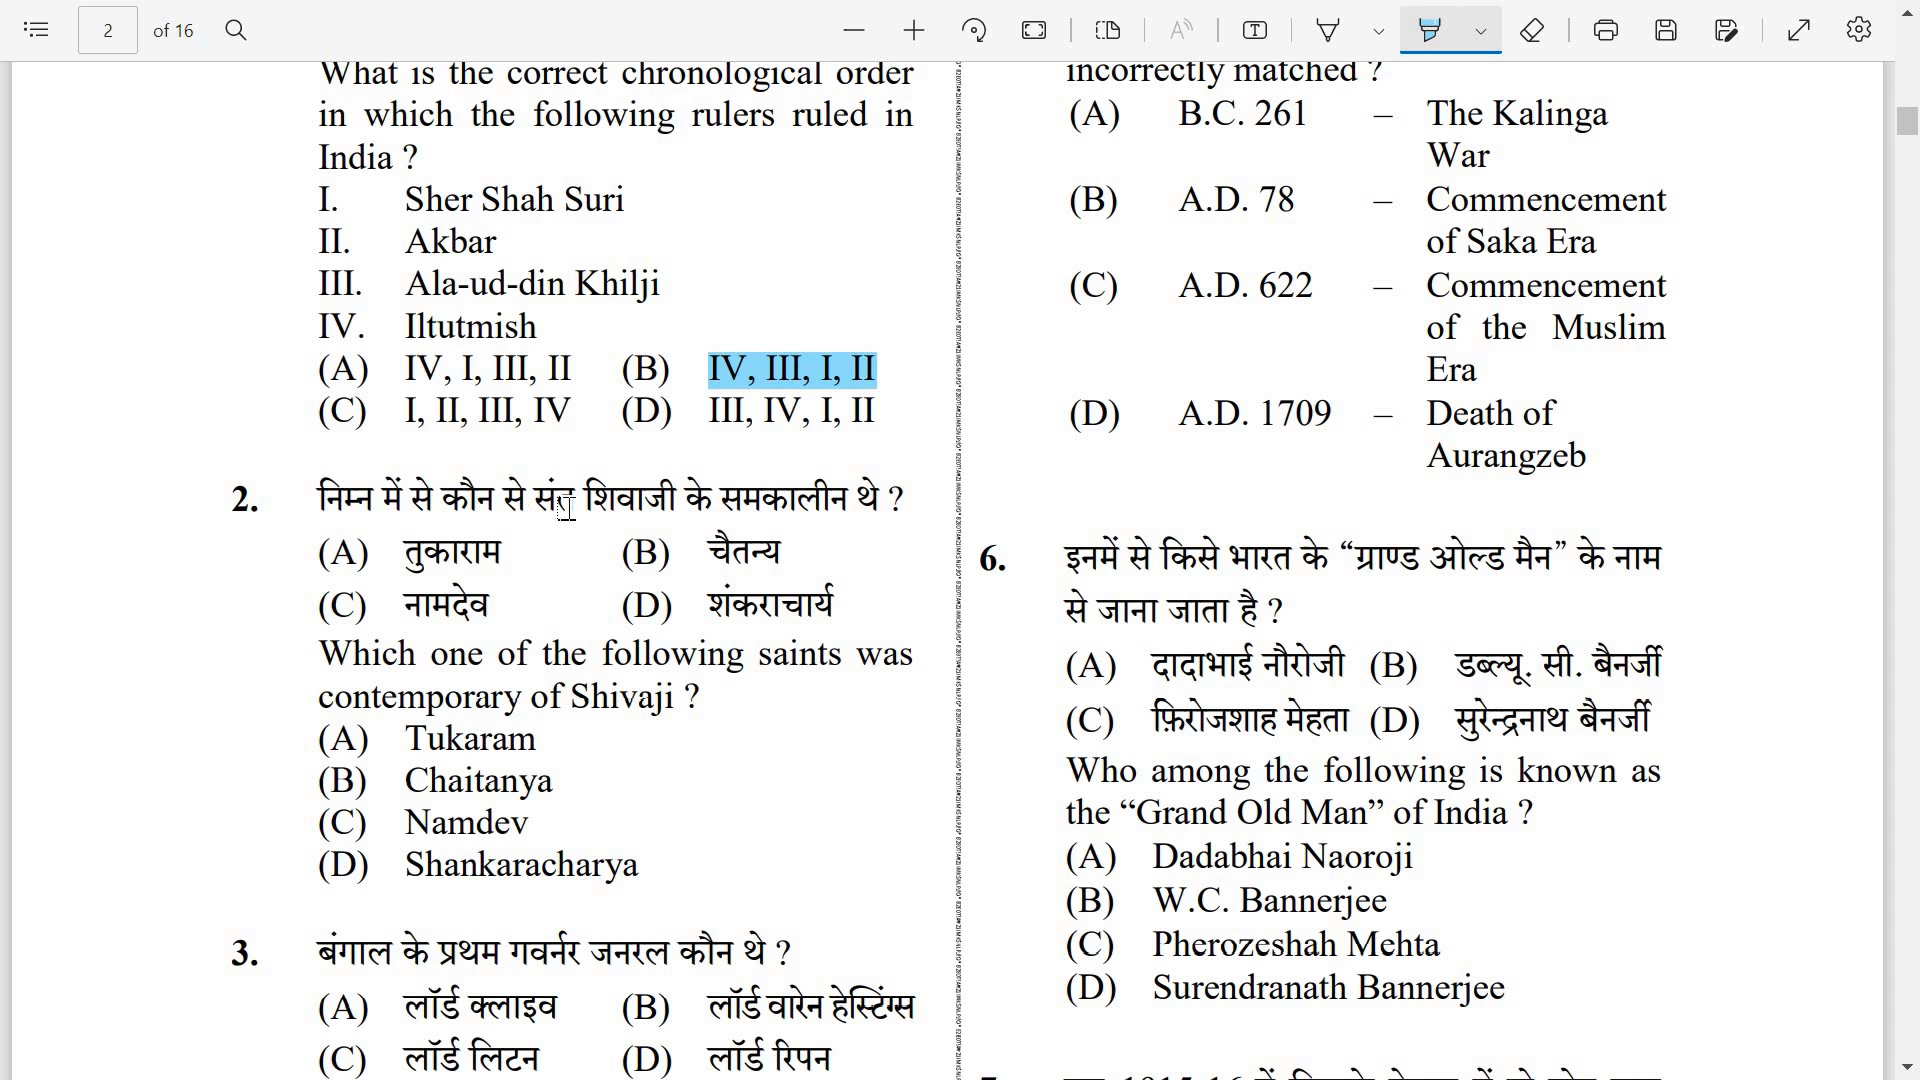 2
of 16
What is the correct chronological order
in which the following rulers ruled in
India ?
I. Sher Shah Suri
II. Akbar
III. Ala-ud-din Khilji
IV. Iltutmish
(A) IV, I, III, II (B) IV, III, I, II
(C) I, II, III, IV (D) III, IV, I, II
2. निम्न में से कौन से संत शिवाजी के समकालीन थे ?
(A) तुकाराम (B) चैतन्य
(C) नामदेव (D) शंकराचार्य
Which one of the following saints was
contemporary of Shivaji ?
(A) Tukaram
(B) Chaitanya
(C) Namdev
(D) Shankaracharya
3. बंगाल के प्रथम गवर्नर जनरल कौन थे ?
(A) लॉर्ड क्लाइव (B) लॉर्ड वारेन हेस्टिंग्स
(C) लॉर्ड लिटन (D) लॉर्ड रिपन
incorrectly matched ?
(A) B.C. 261 – The Kalinga
War
(B) A.D. 78 – Commencement
of Saka Era
(C) A.D. 622 – Commencement
of the Muslim
Era
(D) A.D. 1709 – Death of
Aurangzeb
6. इनमें से किसे भारत के “ग्राण्ड ओल्ड मैन” के नाम
से जाना जाता है ?
(A) दादाभाई नौरोजी (B) डब्ल्यू. सी. बैनर्जी
(C) फ़िरोजशाह मेहता (D) सुरेन्द्रनाथ बैनर्जी
Who among the following is known as
the “Grand Old Man” of India ?
(A) Dadabhai Naoroji
(B) W.C. Bannerjee
(C) Pherozeshah Mehta
(D) Surendranath Bannerjee